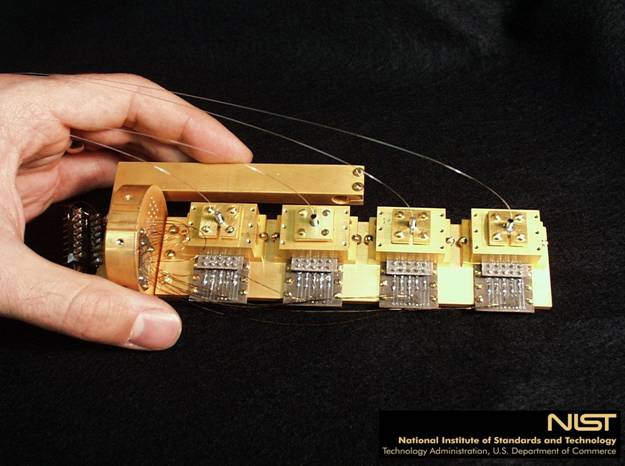 NIST
National Institute of Standards and Technology
Technology Administration, U.S. Department of Commerce